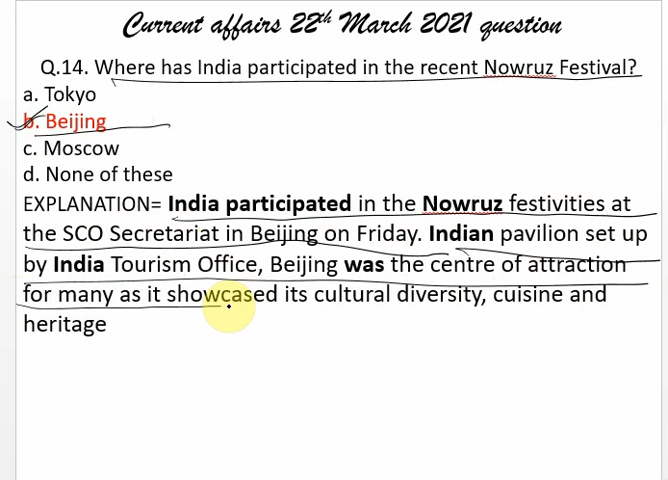 Current affairs 22th March 2021 question
Q.14. Where has India participated in the recent Nowruz Festival?
a. Tokyo
b. Beijing
c. Moscow
d. None of these
EXPLANATION= India participated in the Nowruz festivities at
the SCO Secretariat in Beijing on Friday. Indian pavilion set up
by India Tourism Office, Beijing was the centre of attraction
for many as it showcased its cultural diversity, cuisine and
heritage